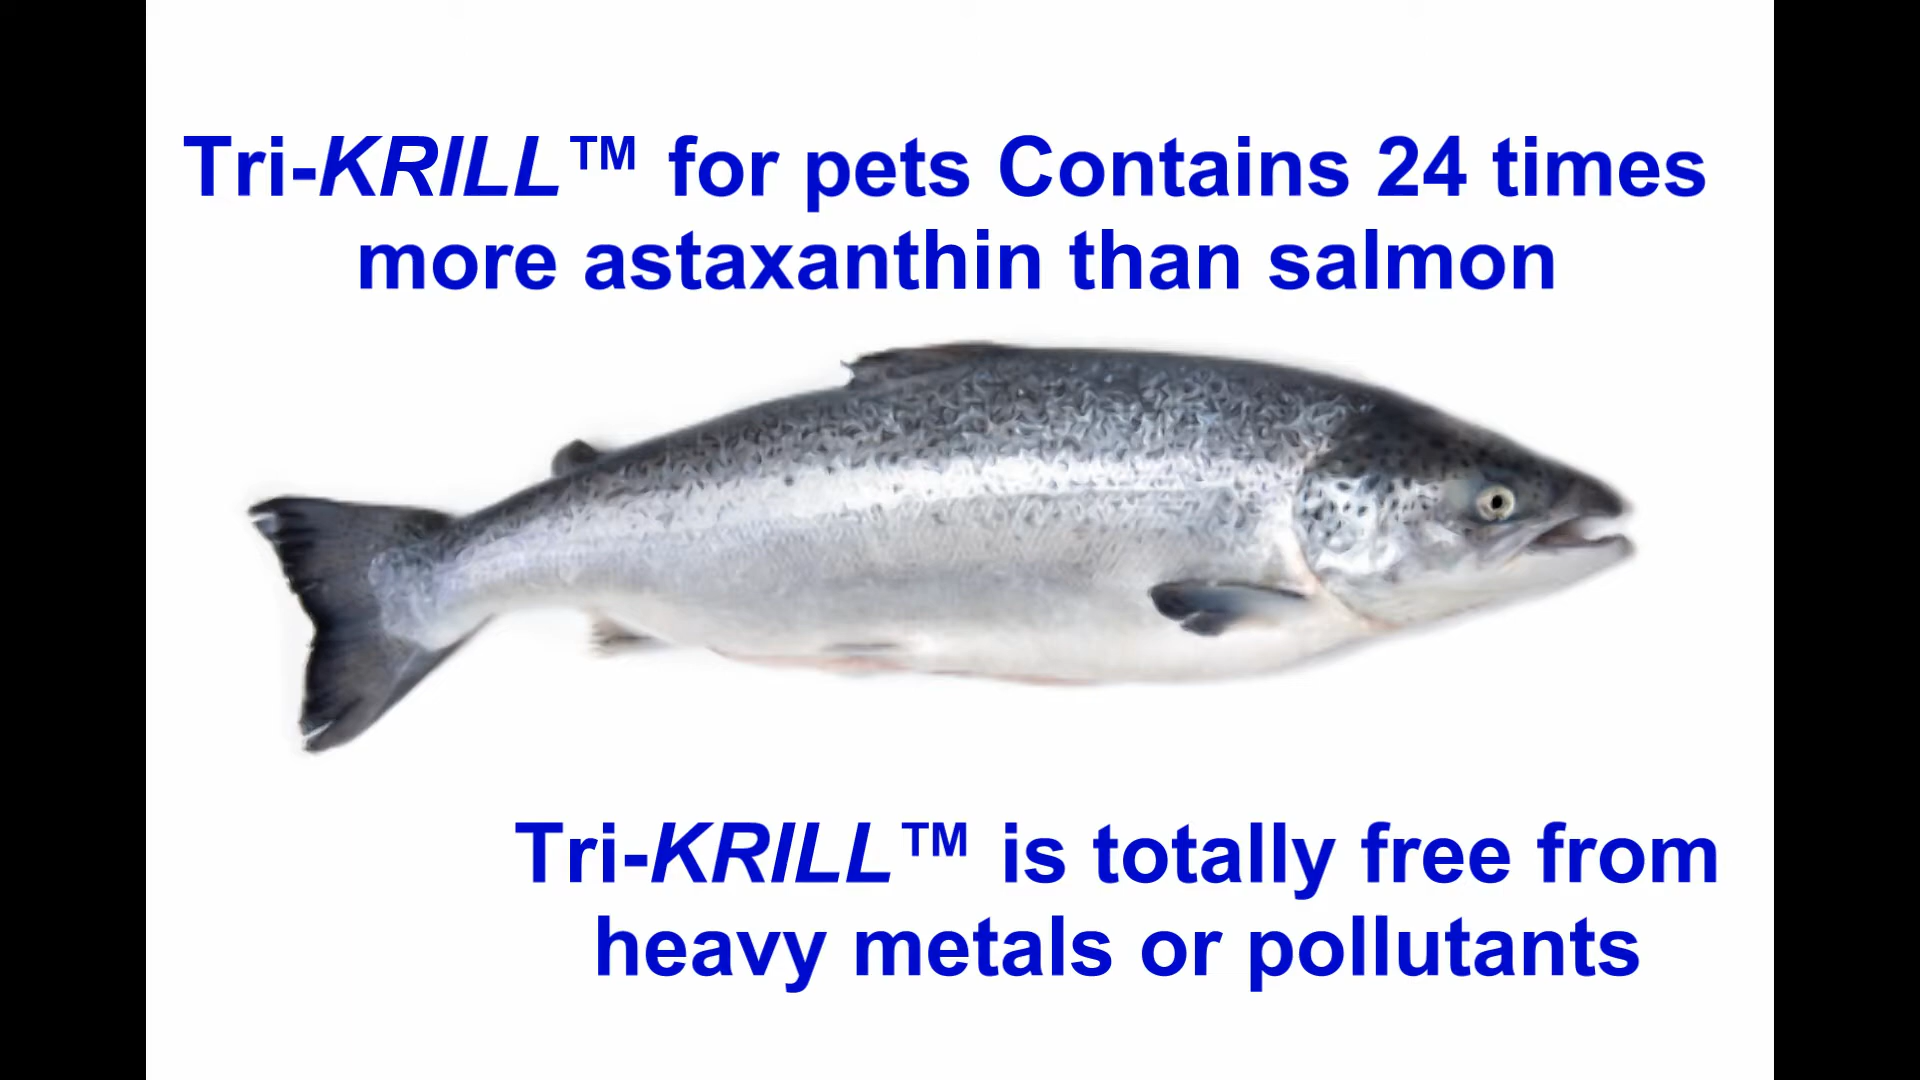 Tri-KRILL™ for pets Contains 24 times
more astaxanthin than salmon
Tri-KRILL™ is totally free from
heavy metals or pollutants